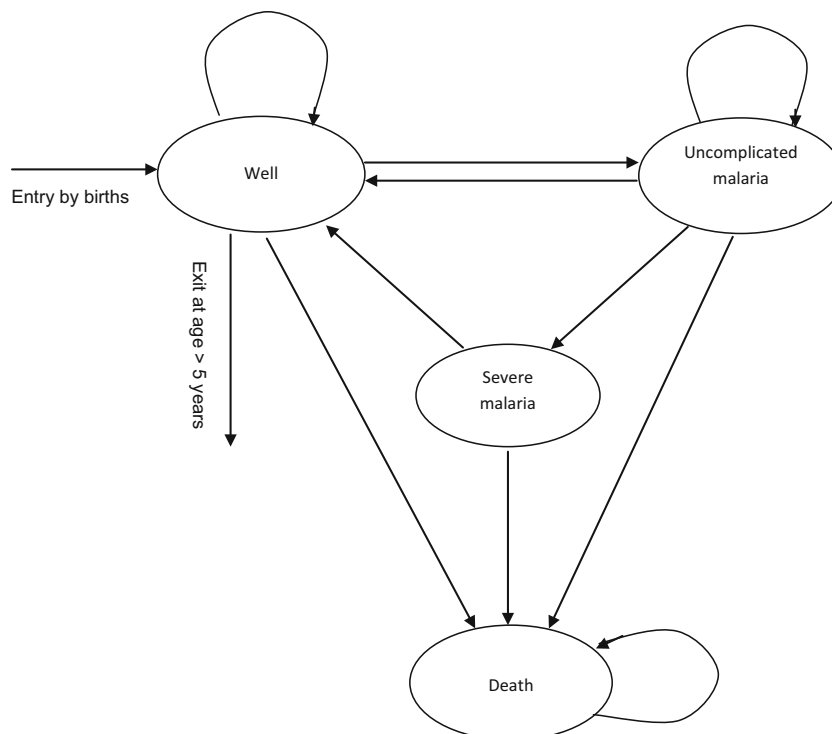 Well
Uncomplicated
malaria
Entry by births
Exit at age > 5 years
Severe
malaria
Death